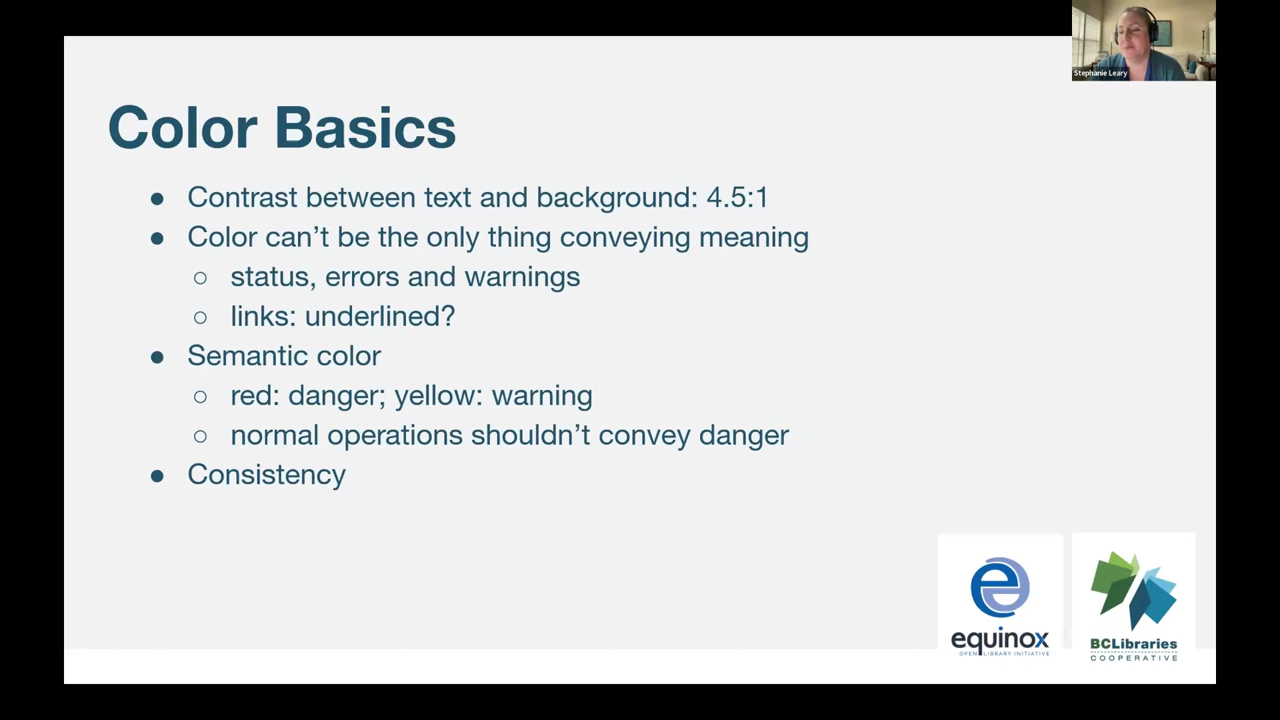 Stephanie Leary
Color Basics
● Contrast between text and background: 4.5:1
● Color can’t be the only thing conveying meaning
○ status, errors and warnings
○ links: underlined?
● Semantic color
○ red: danger; yellow: warning
○ normal operations shouldn’t convey danger
● Consistency
equinox
OPEN LIBRARY INITIATIVE
BCLibraries
COOPERATIVE